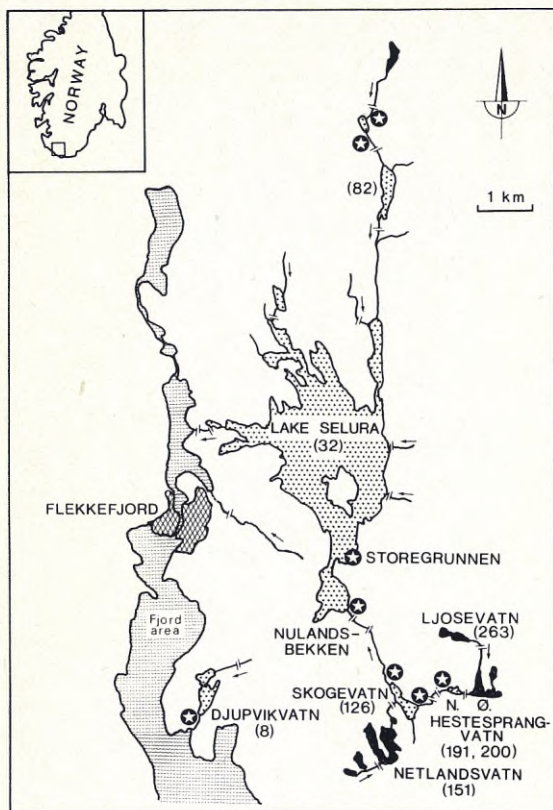 NORWAY
N
1 km
(82)
LAKE SELURA
(32)
FLEKKEFJORD
STOREGRUNNEN
Fjord
area
NULANDS-
BEKKEN
LJOSEVATN
(263)
SKOGEVATN
(126)
N. Ø.
HESTESPRANG-
VATN
(191, 200)
DJUPVIKVATN
(8)
NETLANDSVATN
(151)